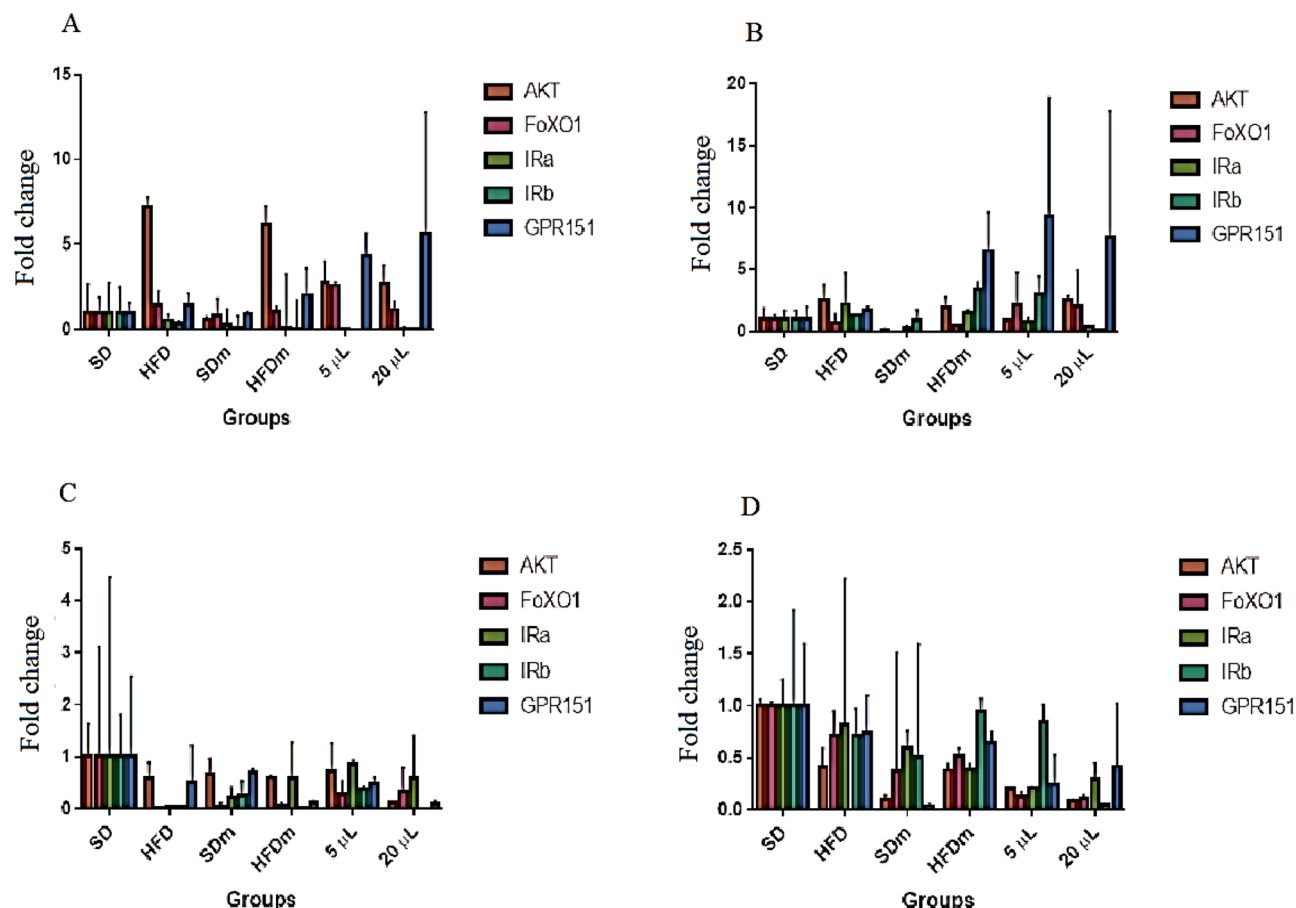 A
15
10
5
0
Fold change
SD
HFD
SDm
HFDm
5 µL
20 µL
Groups
AKT
FoXO1
IRa
IRb
GPR151
B
20
15
10
5
0
Fold change
SD
HFD
SDm
HFDm
5 µL
20 µL
Groups
AKT
FoXO1
IRa
IRb
GPR151
C
5
4
3
2
1
0
Fold change
SD
HFD
SDm
HFDm
5 µL
20 µL
Groups
AKT
FoXO1
IRa
IRb
GPR151
D
2.5
2.0
1.5
1.0
0.5
0.0
Fold change
SD
HFD
SDm
HFDm
5 µL
20 µL
Groups
AKT
FoXO1
IRa
IRb
GPR151